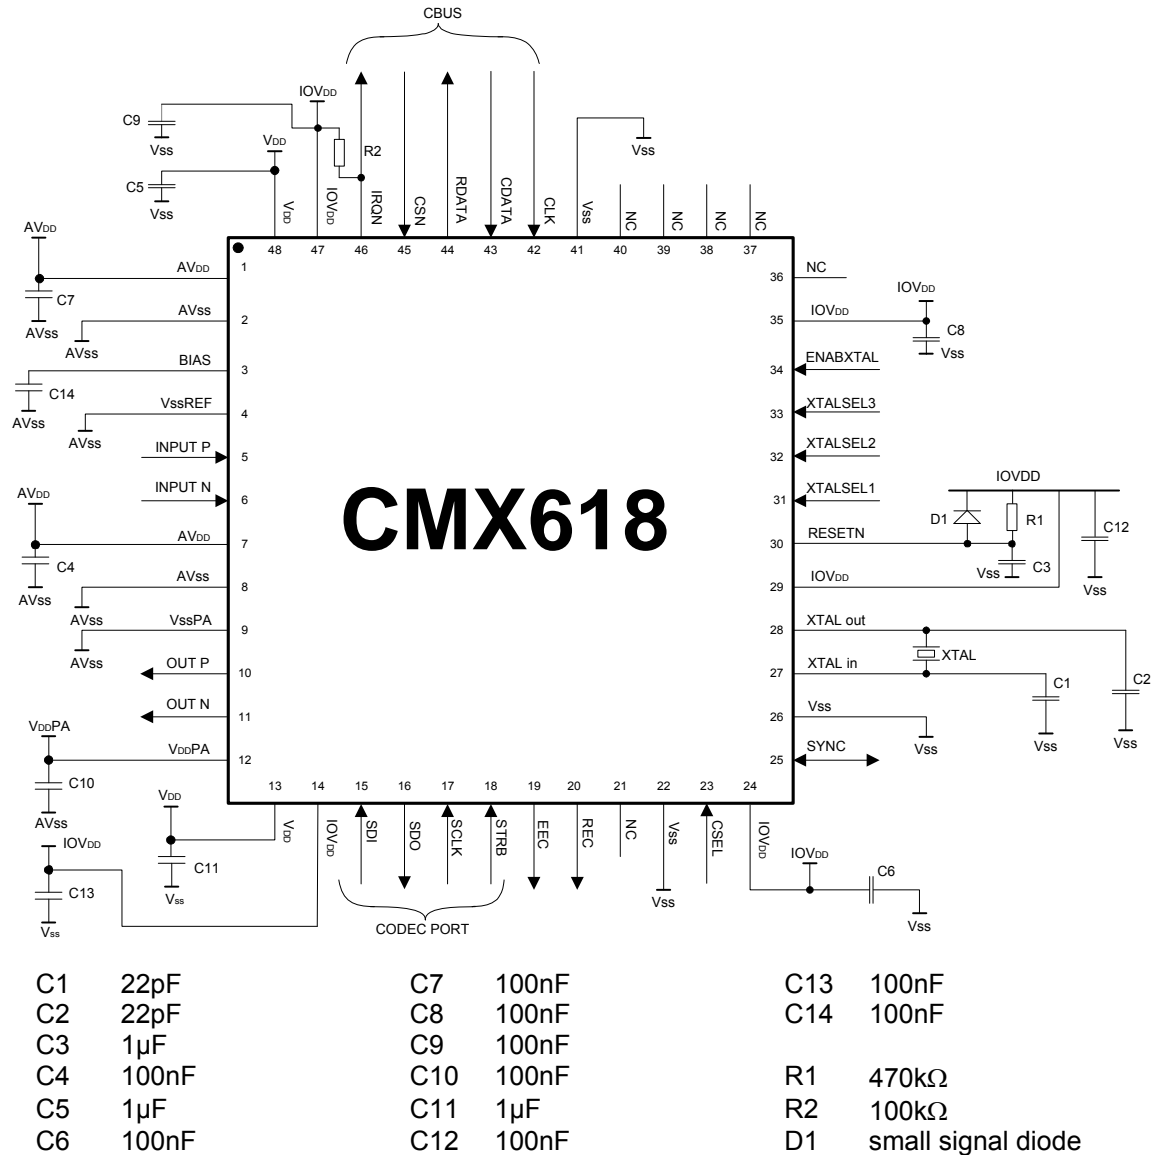 CBUS
IOVDD
C9
Vss
VDD
R2
C5
Vss
Vss
VDD
IOVDD
IRQN
CSN
RDATA
CDATA
CLK
Vss
NC
NC
NC
NC
48
47
46
45
44
43
42
41
40
39
38
37
AVDD
AVDD
1
C7
AVss
AVss
2
AVss
BIAS
3
C14
AVss
VssREF
4
AVss
INPUT P
5
INPUT N
6
AVDD
AVDD
7
C4
AVss
AVss
8
AVss
VssPA
9
AVss
OUT P
10
OUT N
11
VDDPA
VDDPA
12
C10
AVss
CMX618
36
NC
IOVDD
35
IOVDD
C8
Vss
34
ENABXTAL
33
XTALSEL3
32
XTALSEL2
31
XTALSEL1
IOVDD
D1
R1
C12
30
RESETN
Vss
C3
Vss
29
IOVDD
28
XTAL out
XTAL
27
XTAL in
C1
C2
Vss
Vss
26
Vss
Vss
25
SYNC
13
14
15
16
17
18
19
20
21
22
23
24
VDD
IOVDD
SDI
SDO
SCLK
STRB
EEC
REC
NC
Vss
CSEL
IOVDD
VDD
C11
Vss
IOVDD
C13
Vss
CODEC PORT
Vss
IOVDD
C6
Vss
C1 22pF C7 100nF C13 100nF
C2 22pF C8 100nF C14 100nF
C3 1µF C9 100nF
C4 100nF C10 100nF R1 470kΩ
C5 1µF C11 1µF R2 100kΩ
C6 100nF C12 100nF D1 small signal diode